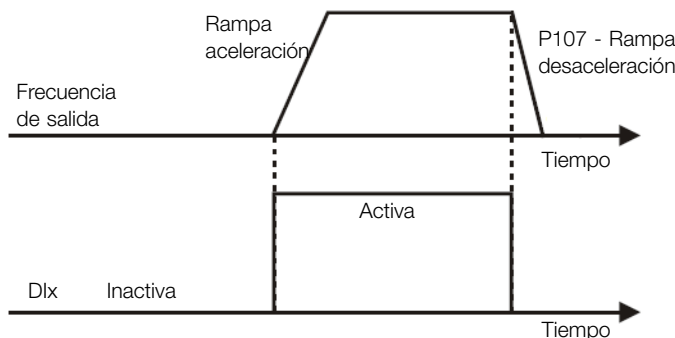 Rampa
aceleración
P107 - Rampa
desaceleración
Frecuencia
de salida
Tiempo
Activa
DIx Inactiva
Tiempo